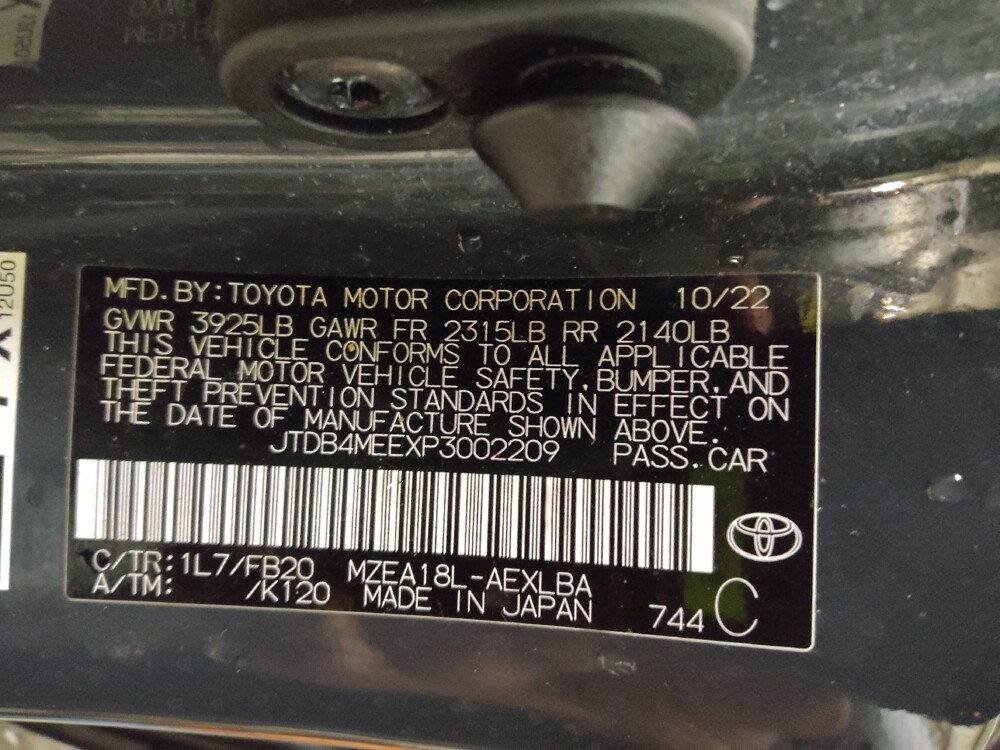 MFD.BY:TOYOTA MOTOR CORPORATION 10/22
GVWR 3925LB GAWR FR 2315LB RR 2140LB
THIS VEHICLE CONFORMS TO ALL APPLICABLE
FEDERAL MOTOR VEHICLE SAFETY,BUMPER,AND
THEFT PREVENTION STANDARDS IN EFFECT ON
THE DATE OF MANUFACTURE SHOWN ABOVE.
JTDB4MEEXP3002209 PASS.CAR
C/TR:1L7/FB20 MZEA18L-AEXLBA
A/TM: /K120 MADE IN JAPAN 744 C
12U50